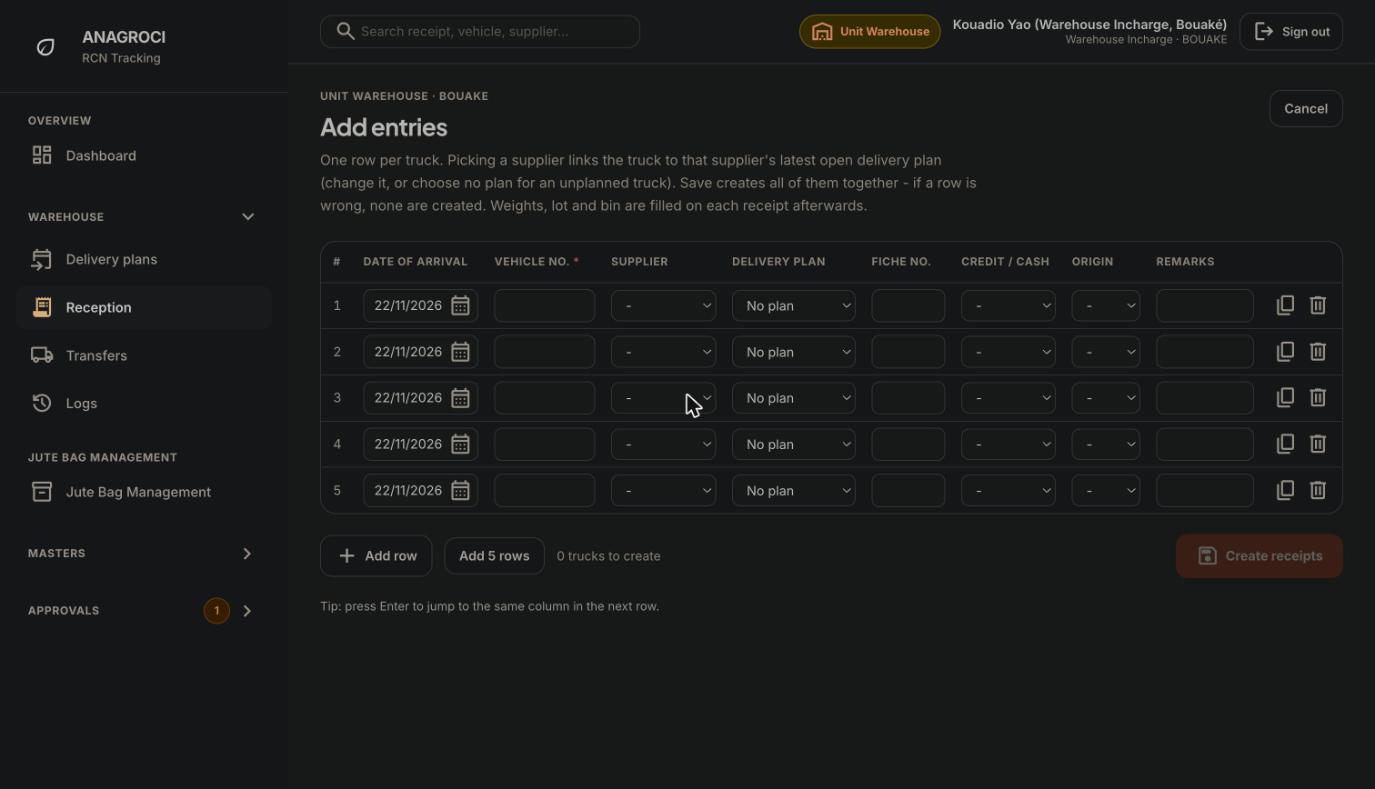 ANAGROCI
RCN Tracking
Search receipt, vehicle, supplier...
Unit Warehouse
Kouadio Yao (Warehouse Incharge, Bouaké)
Warehouse Incharge · BOUAKE
Sign out
OVERVIEW
Dashboard
WAREHOUSE
Delivery plans
Reception
Transfers
Logs
JUTE BAG MANAGEMENT
Jute Bag Management
MASTERS
APPROVALS 1
UNIT WAREHOUSE · BOUAKE
Add entries
Cancel
One row per truck. Picking a supplier links the truck to that supplier's latest open delivery plan
(change it, or choose no plan for an unplanned truck). Save creates all of them together - if a row is
wrong, none are created. Weights, lot and bin are filled on each receipt afterwards.
# DATE OF ARRIVAL VEHICLE NO. * SUPPLIER DELIVERY PLAN FICHE NO. CREDIT / CASH ORIGIN REMARKS
1 22/11/2026 - No plan - -
2 22/11/2026 - No plan - -
3 22/11/2026 - No plan - -
4 22/11/2026 - No plan - -
5 22/11/2026 - No plan - -
Add row Add 5 rows 0 trucks to create Create receipts
Tip: press Enter to jump to the same column in the next row.